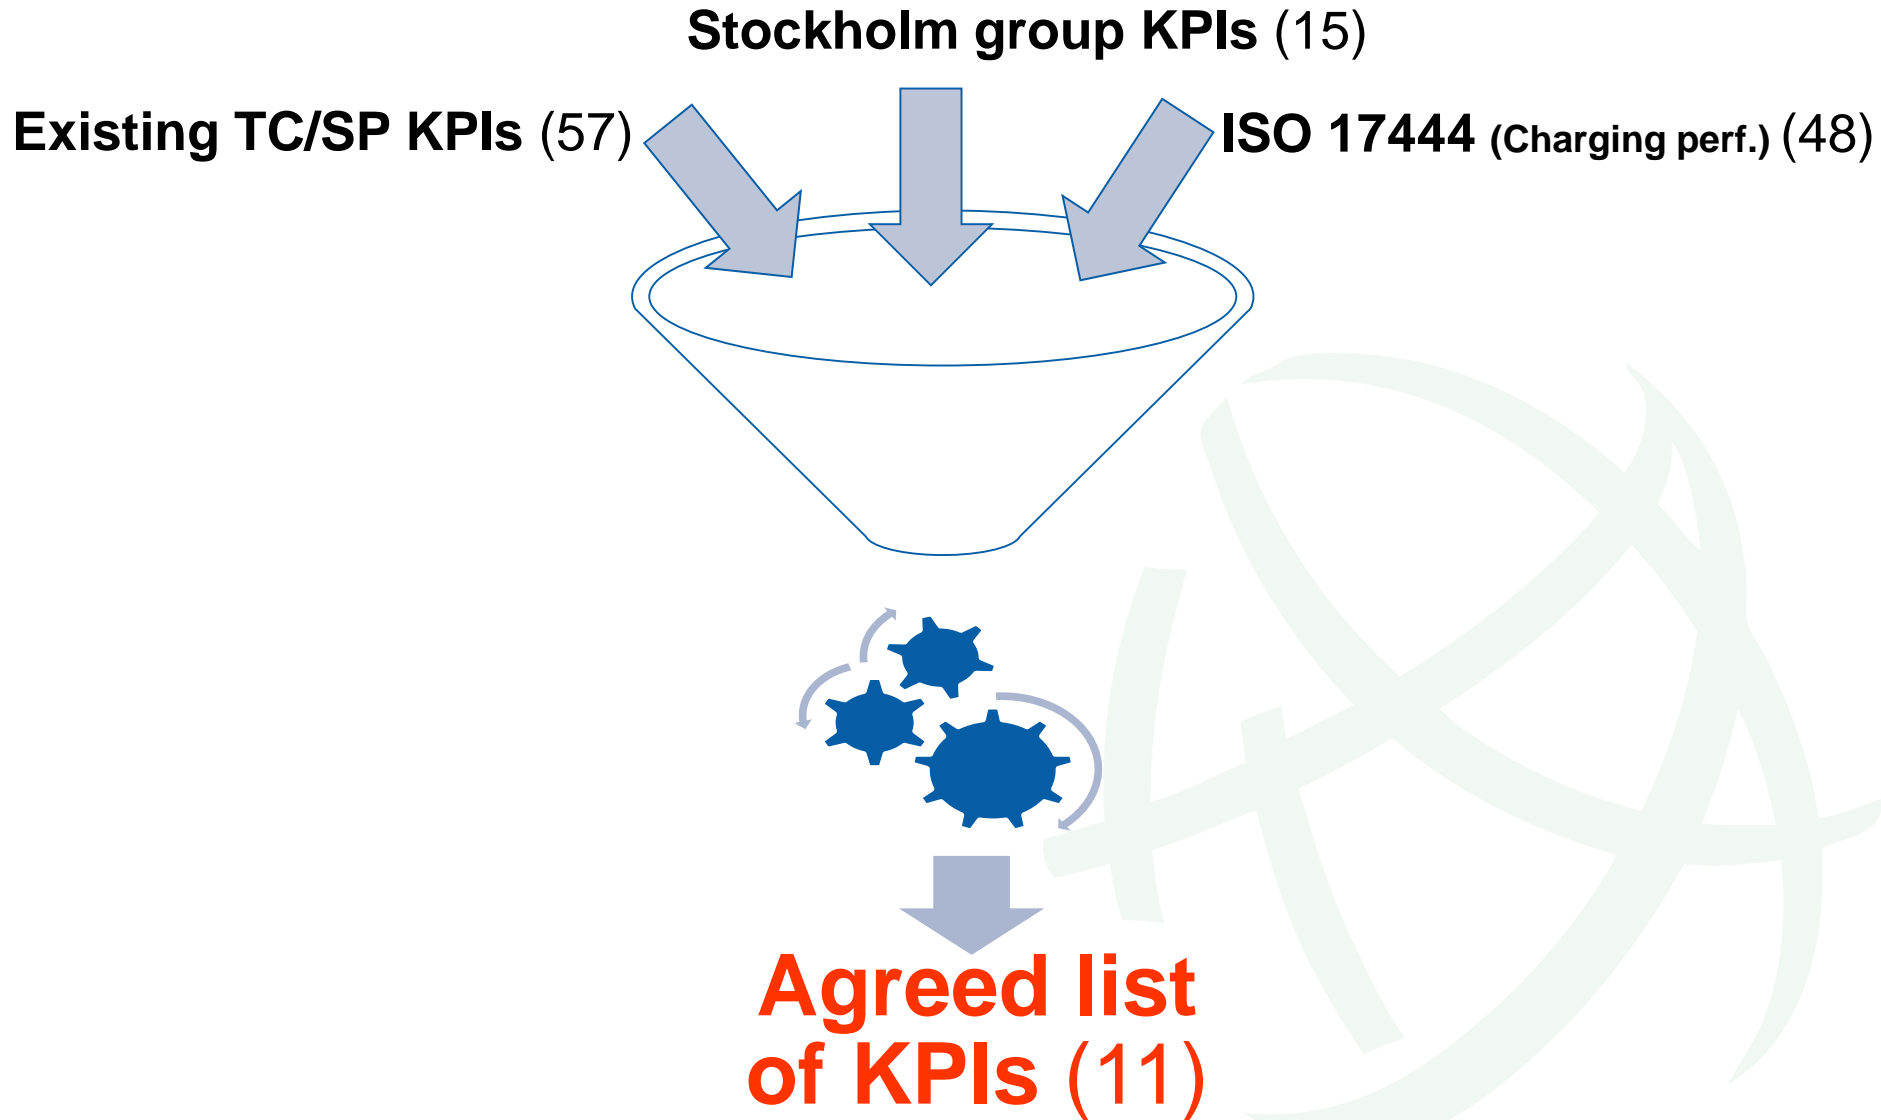 Stockholm group KPIs (15)
Existing TC/SP KPIs (57)
ISO 17444 (Charging perf.) (48)
Agreed list
of KPIs (11)